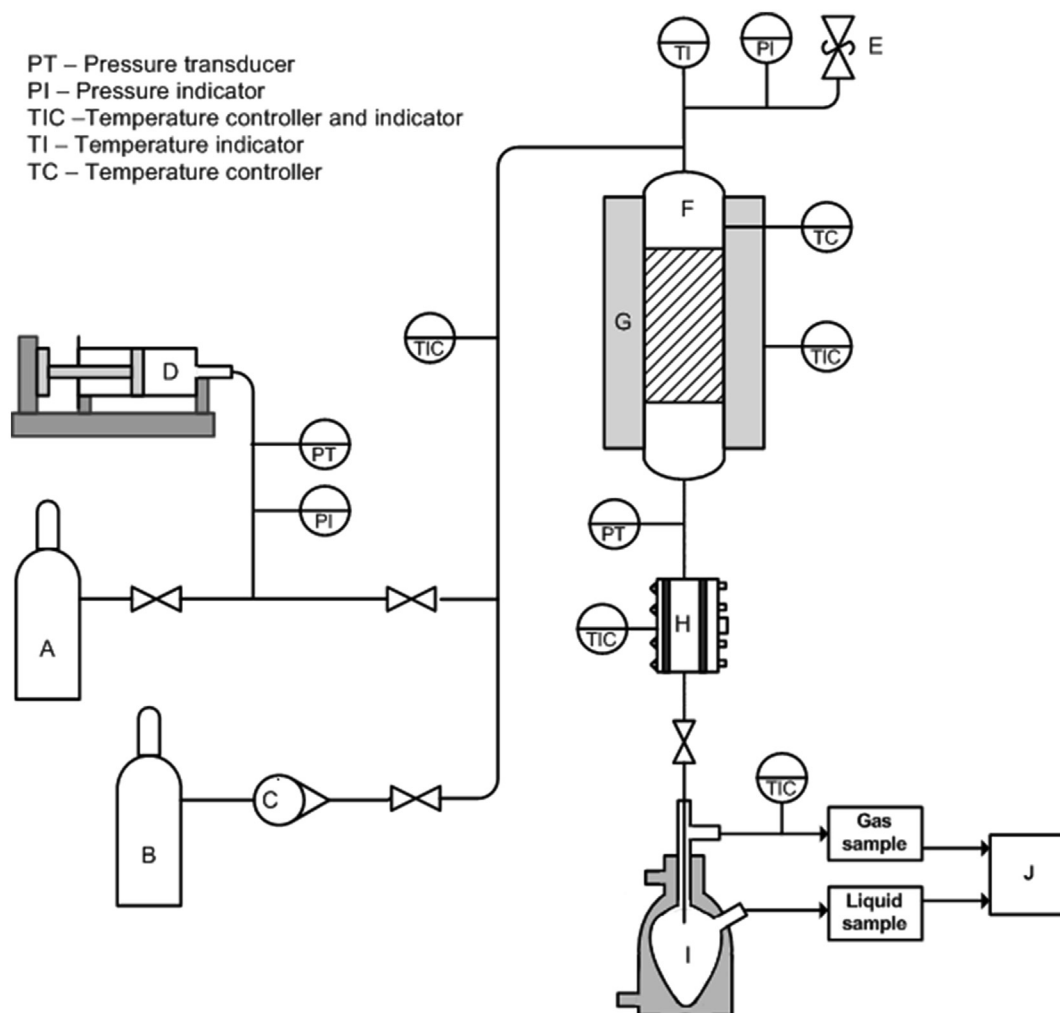 PT – Pressure transducer
PI – Pressure indicator
TIC –Temperature controller and indicator
TI – Temperature indicator
TC – Temperature controller
TI
PI
E
F
TC
G
TIC
TIC
D
PT
PI
PT
A
H
TIC
B
C
TIC
Gas
sample
J
Liquid
sample
I